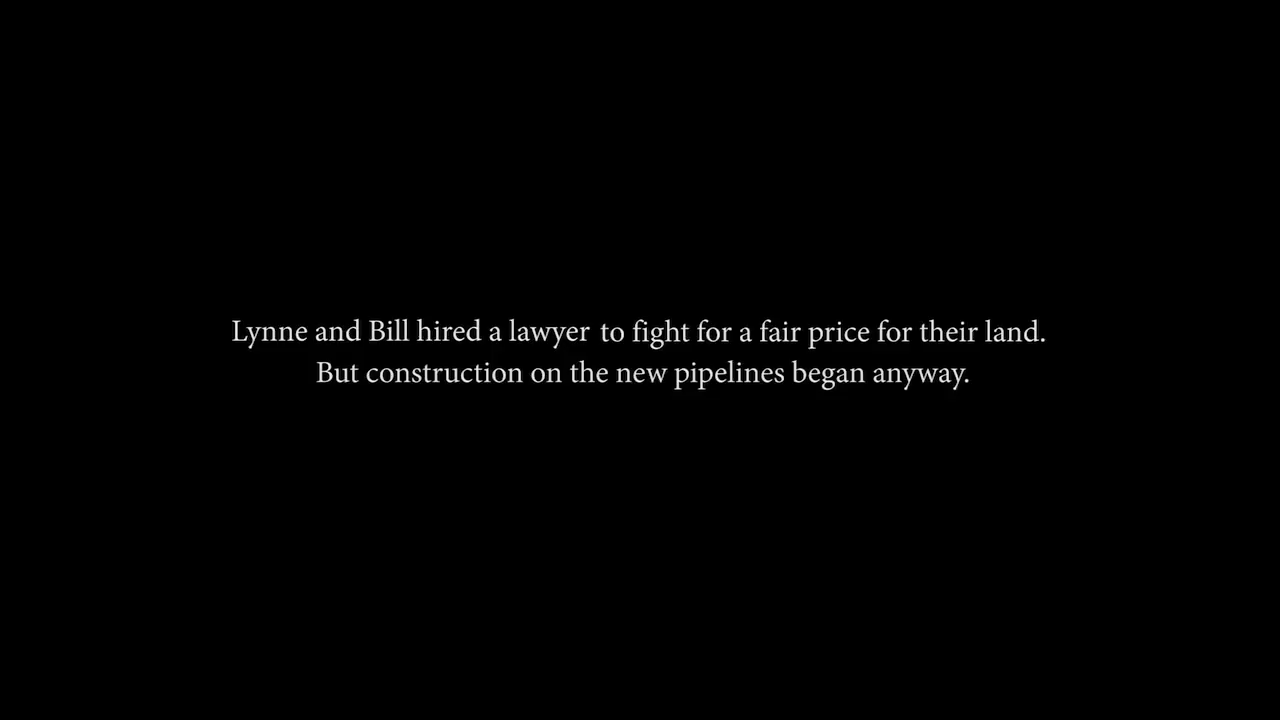 Lynne and Bill hired a lawyer to fight for a fair price for their land.
But construction on the new pipelines began anyway.